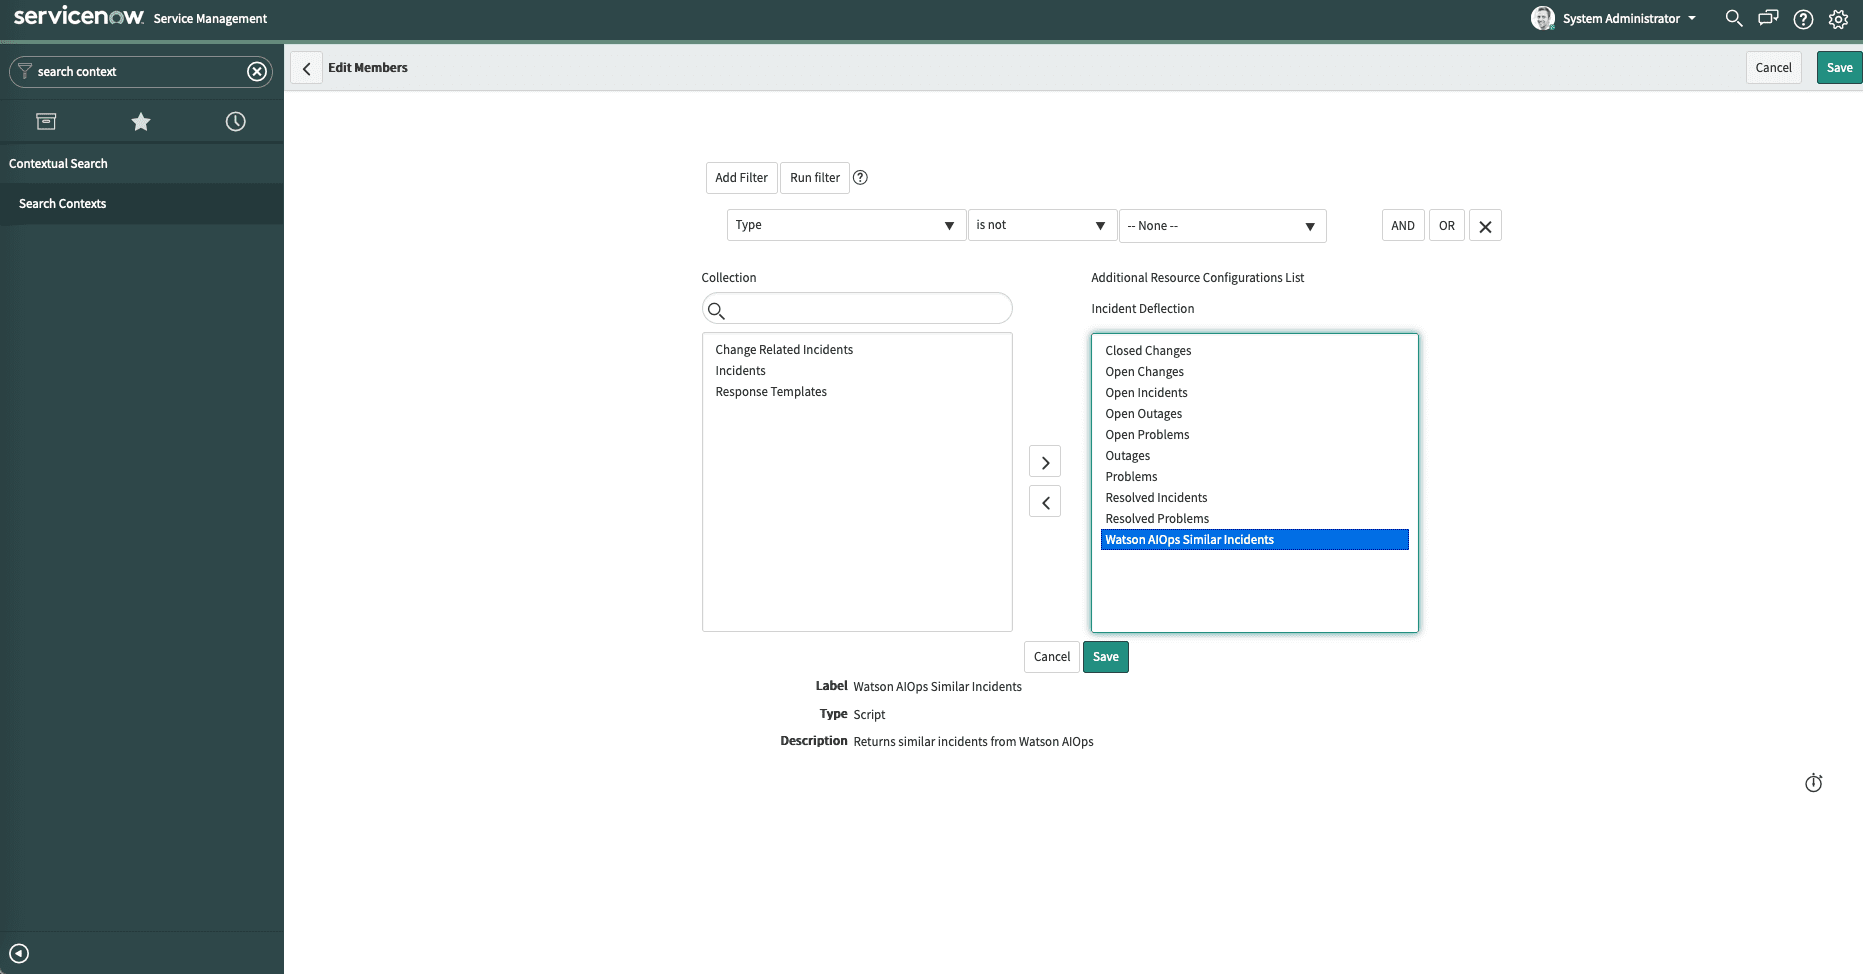 servicenow Service Management
System Administrator
search context
Edit Members
Cancel
Save
Contextual Search
Search Contexts
Add Filter
Run filter
Type
is not
-- None --
AND
OR
Collection
Additional Resource Configurations List
Incident Deflection
Change Related Incidents
Incidents
Response Templates
Closed Changes
Open Changes
Open Incidents
Open Outages
Open Problems
Outages
Problems
Resolved Incidents
Resolved Problems
Watson AIOps Similar Incidents
Cancel
Save
Label Watson AIOps Similar Incidents
Type Script
Description Returns similar incidents from Watson AIOps